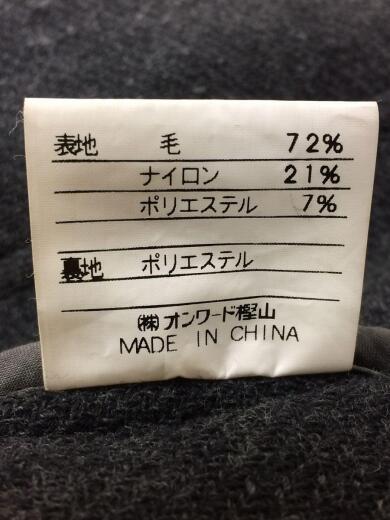 表地 毛 72%
ナイロン 21%
ポリエステル 7%
裏地 ポリエステル
㈱オンワード樫山
MADE IN CHINA